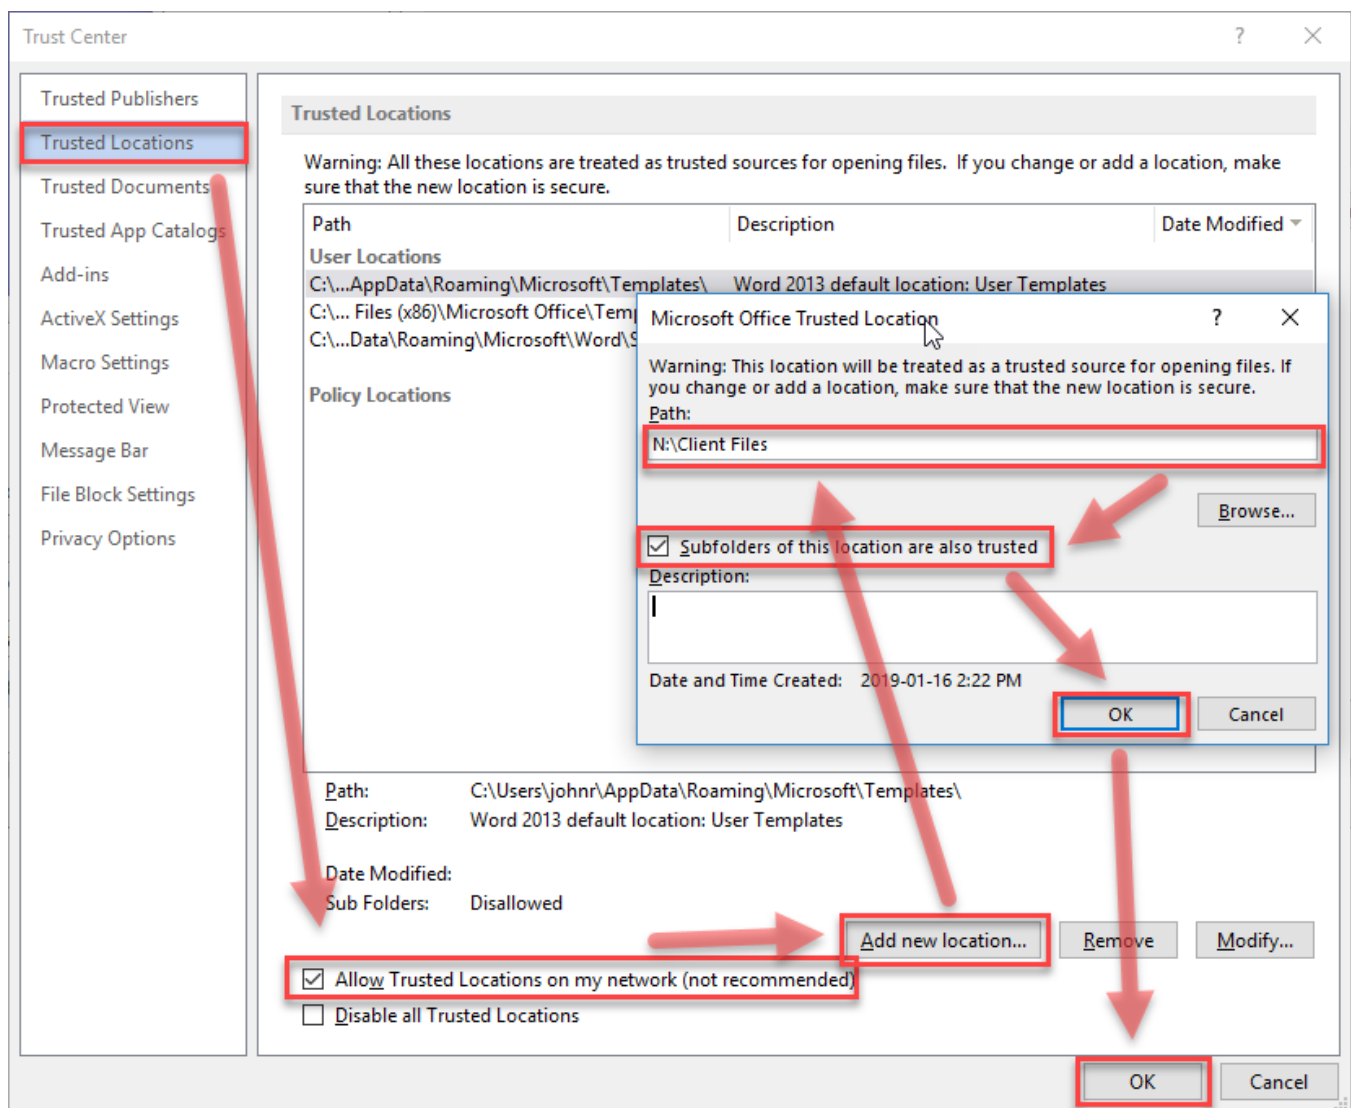 Trust Center
?
Trusted Publishers
Trusted Locations
Trusted Documents
Trusted App Catalogs
Add-ins
ActiveX Settings
Macro Settings
Protected View
Message Bar
File Block Settings
Privacy Options
Trusted Locations
Warning: All these locations are treated as trusted sources for opening files. If you change or add a location, make
sure that the new location is secure.
Path Description Date Modified
User Locations
C:\...AppData\Roaming\Microsoft\Templates\ Word 2013 default location: User Templates
C:\... Files (x86)\Microsoft Office\Temp
C:\...Data\Roaming\Microsoft\Word\S
Policy Locations
Microsoft Office Trusted Location
?
Warning: This location will be treated as a trusted source for opening files. If
you change or add a location, make sure that the new location is secure.
Path:
N:\Client Files
Browse...
Subfolders of this location are also trusted
Description:
Date and Time Created: 2019-01-16 2:22 PM
OK Cancel
Path: C:\Users\johnr\AppData\Roaming\Microsoft\Templates\
Description: Word 2013 default location: User Templates
Date Modified:
Sub Folders: Disallowed
Add new location... Remove Modify...
Allow Trusted Locations on my network (not recommended)
Disable all Trusted Locations
OK Cancel